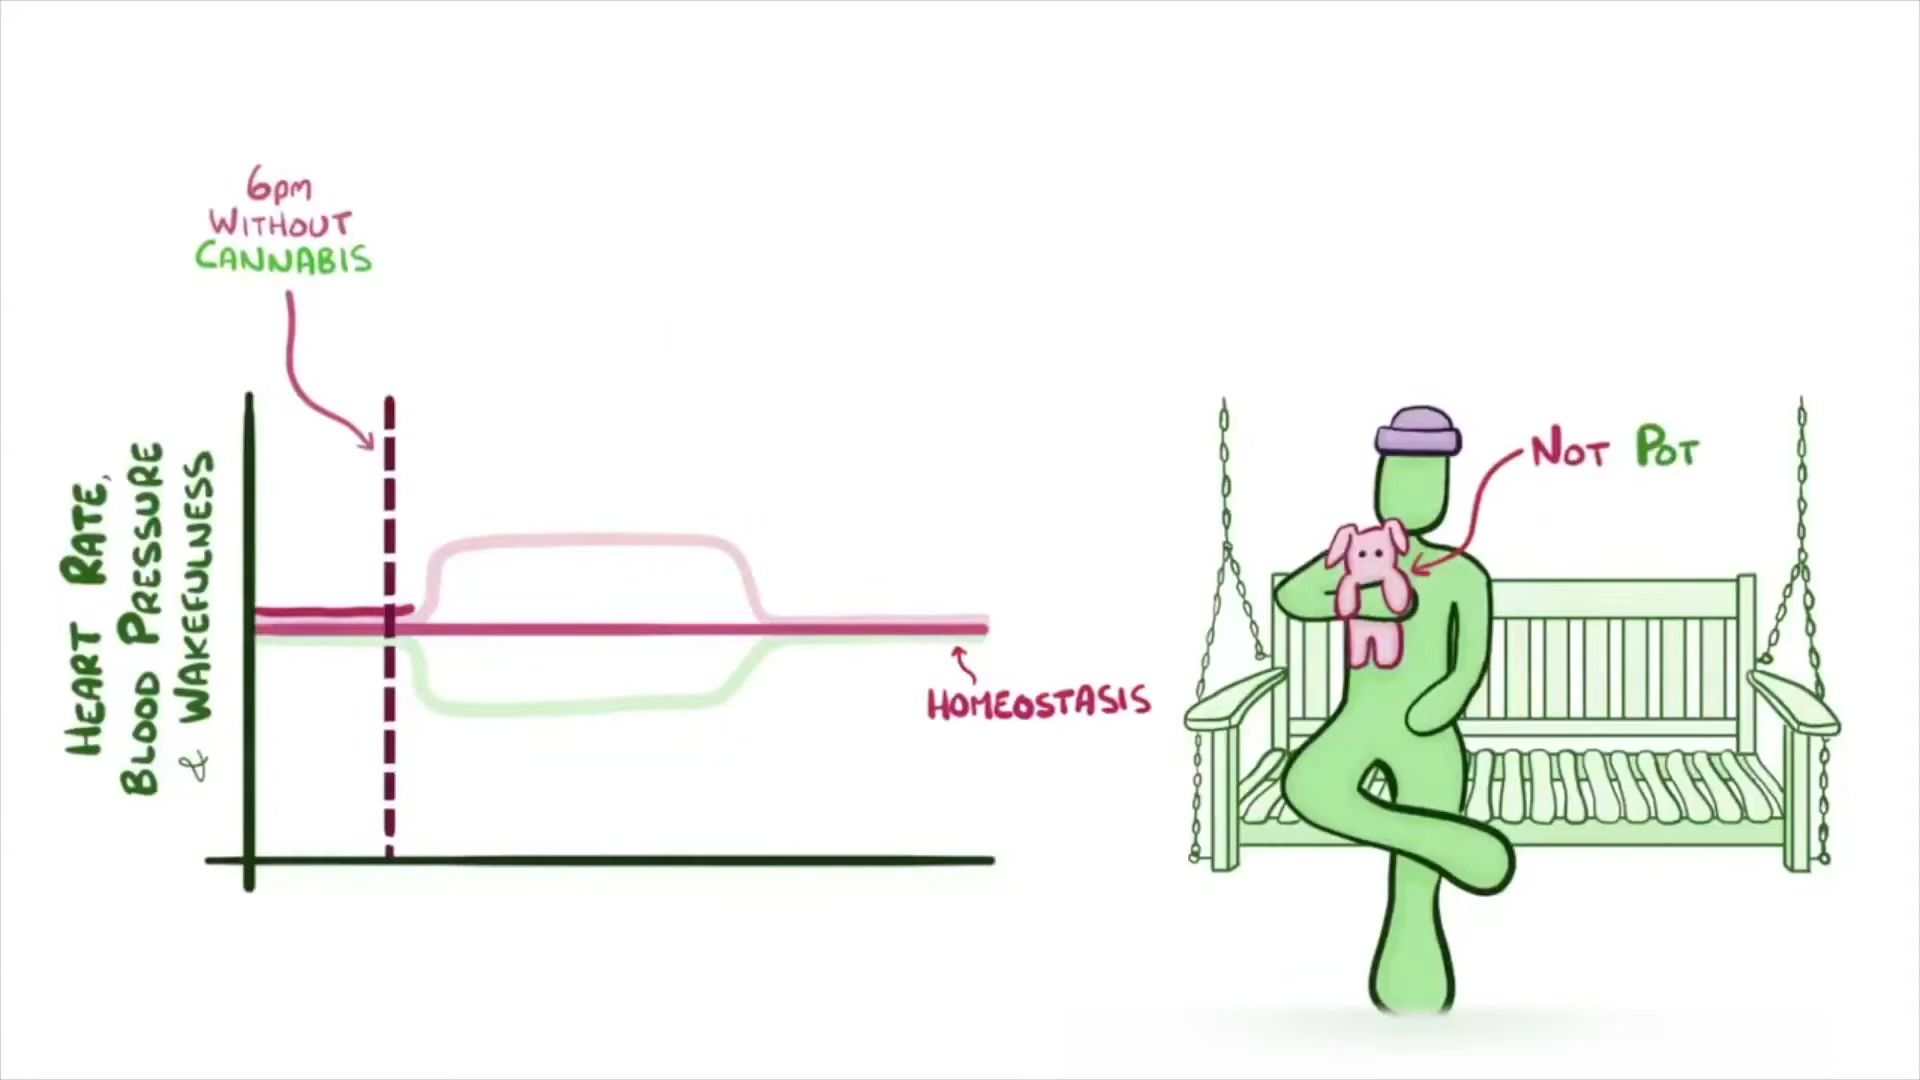 6pm
WITHOUT
CANNABIS
HEART RATE,
BLOOD PRESSURE
& WAKEFULNESS
HOMEOSTASIS
NOT POT